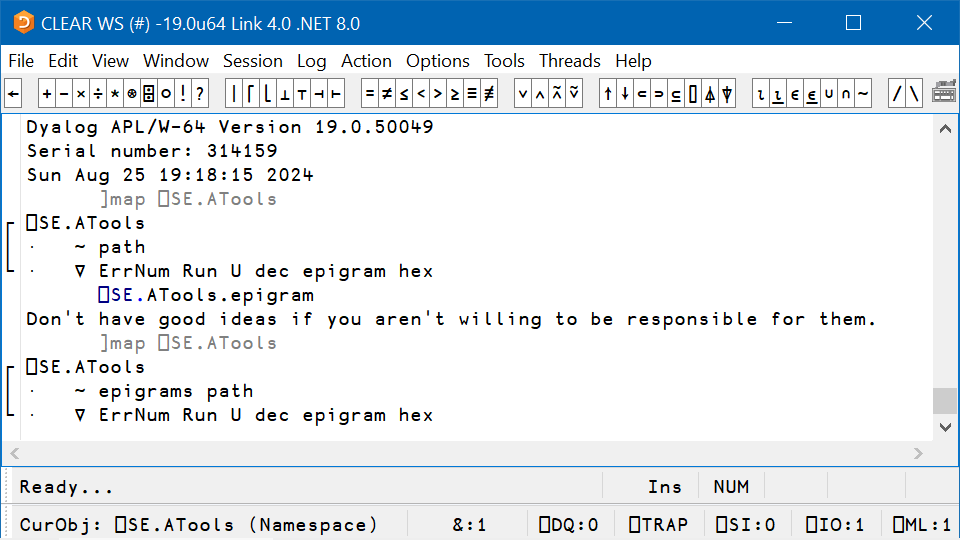 CLEAR WS (#) -19.0u64 Link 4.0 .NET 8.0
File Edit View Window Session Log Action Options Tools Threads Help
← + - × ÷ * ⍟ ⌹ ○ ! ? | ⌈ ⌊ ⊥ ⊤ ⊣ ⊢ = ≠ ≤ < > ≥ ≡ ≢ ∨ ∧ ⍲ ⍱ ↑ ↓ ⊂ ⊃ ⊆ ⌷ ⍋ ⍒ ⍳ ⍸ ∊ ⍷ ∪ ∩ ~ / \
Dyalog APL/W-64 Version 19.0.50049
Serial number: 314159
Sun Aug 25 19:18:15 2024
]map ⎕SE.ATools
⎕SE.ATools
· ~ path
· ∇ ErrNum Run U dec epigram hex
⎕SE.ATools.epigram
Don't have good ideas if you aren't willing to be responsible for them.
]map ⎕SE.ATools
⎕SE.ATools
· ~ epigrams path
· ∇ ErrNum Run U dec epigram hex
Ready... Ins NUM
CurObj: ⎕SE.ATools (Namespace) &:1 ⎕DQ:0 ⎕TRAP ⎕SI:0 ⎕IO:1 ⎕ML:1